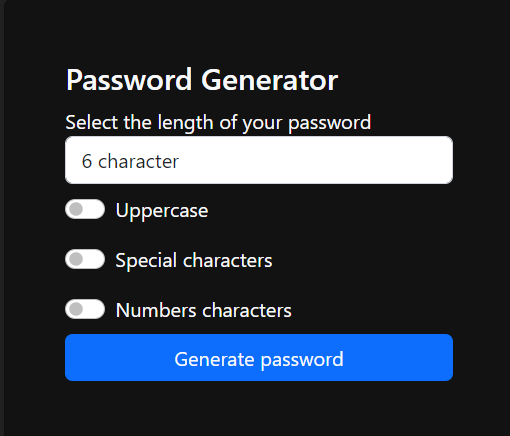 Password Generator
Select the length of your password
6 character
Uppercase
Special characters
Numbers characters
Generate password